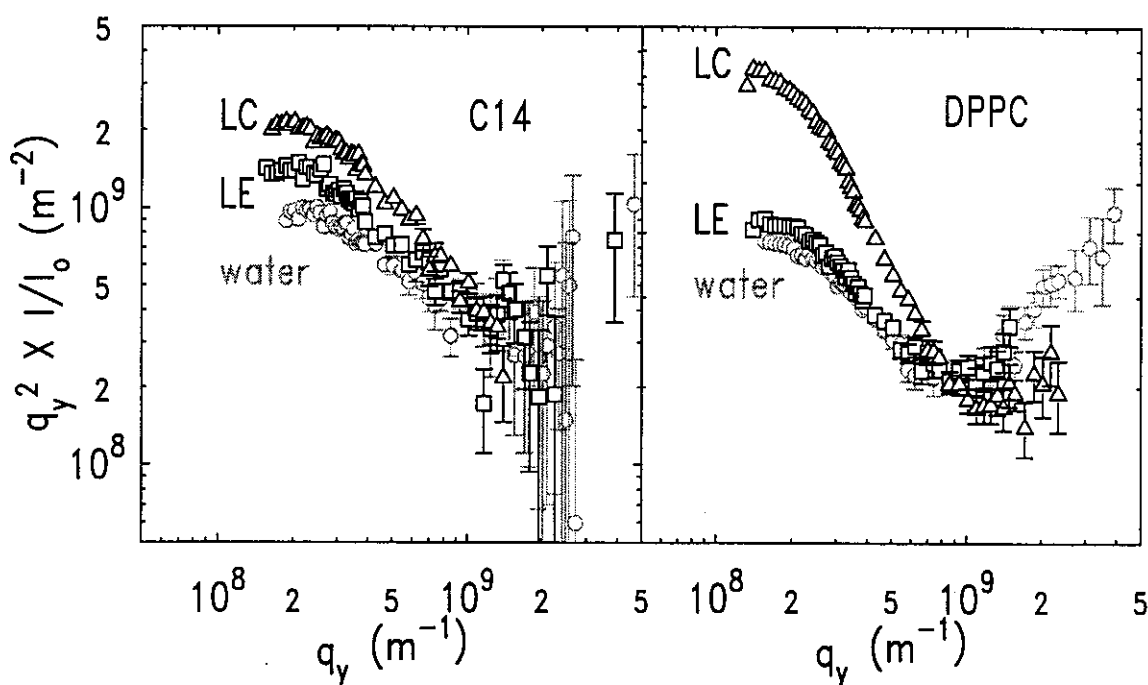 q_y^2 X I/I_o (m^-2)
5
2
10^9
5
2
10^8
LC
LE
water
C14
LC
LE
water
DPPC
10^8 2 5 10^9 2 5
10^8 2 5 10^9 2 5
q_y (m^-1)
q_y (m^-1)